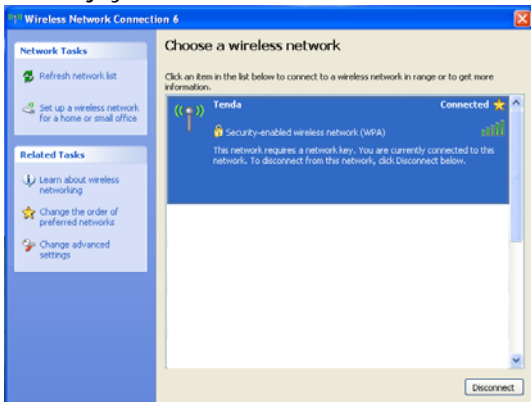 Wireless Network Connection 6
Choose a wireless network
Network Tasks
Refresh network list
Set up a wireless network
for a home or small office
Related Tasks
Learn about wireless
networking
Change the order of
preferred networks
Change advanced
settings
Click an item in the list below to connect to a wireless network in range or to get more
information.
Tenda Connected
Security-enabled wireless network (WPA)
This network requires a network key. You are currently connected to this
network. To disconnect from this network, click Disconnect below.
Disconnect